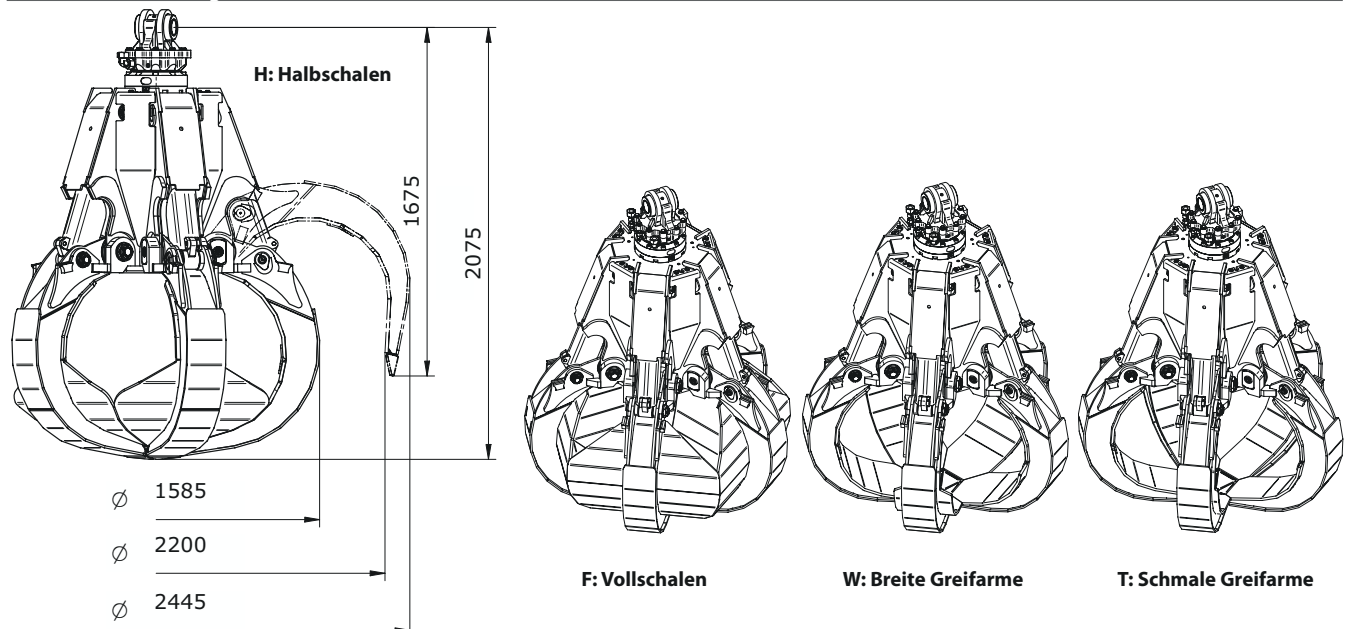 H: Halbschalen
1675
2075
⌀ 1585
⌀ 2200
⌀ 2445
F: Vollschalen
W: Breite Greifarme
T: Schmale Greifarme